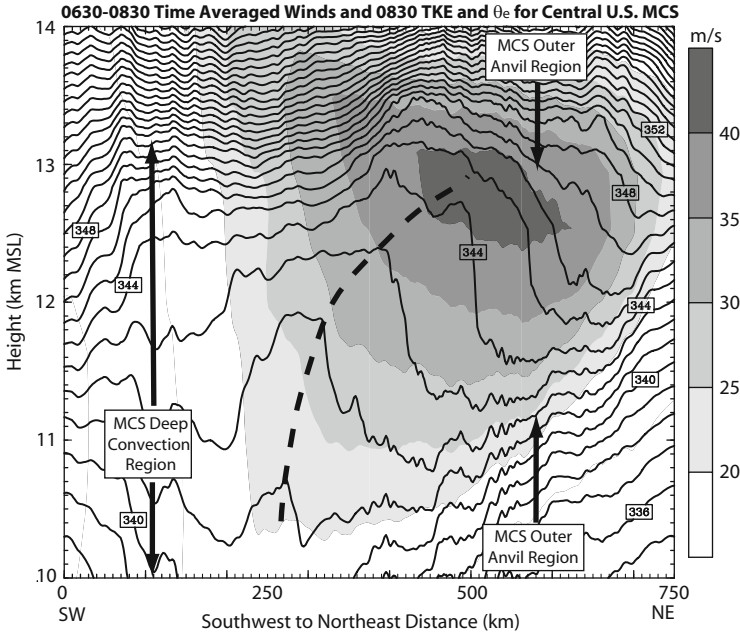 0630-0830 Time Averaged Winds and 0830 TKE and θe for Central U.S. MCS
m/s
14
13
12
11
.10
Height (km MSL)
MCS Outer
Anvil Region
352
40
348
35
348
344
344
344
30
340
25
MCS Deep
Convection
Region
20
340
336
MCS Outer
Anvil Region
0
250
500
750
SW
Southwest to Northeast Distance (km)
NE